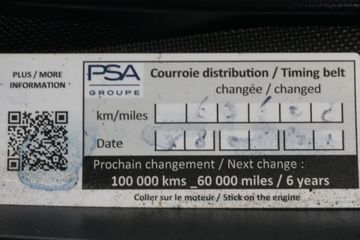 PLUS / MORE
INFORMATION
PSA
GROUPE
Courroie distribution / Timing belt
changée / changed
km/miles
Date
Prochain changement / Next change :
100 000 kms _60 000 miles / 6 years
Coller sur le moteur / Stick on the engine